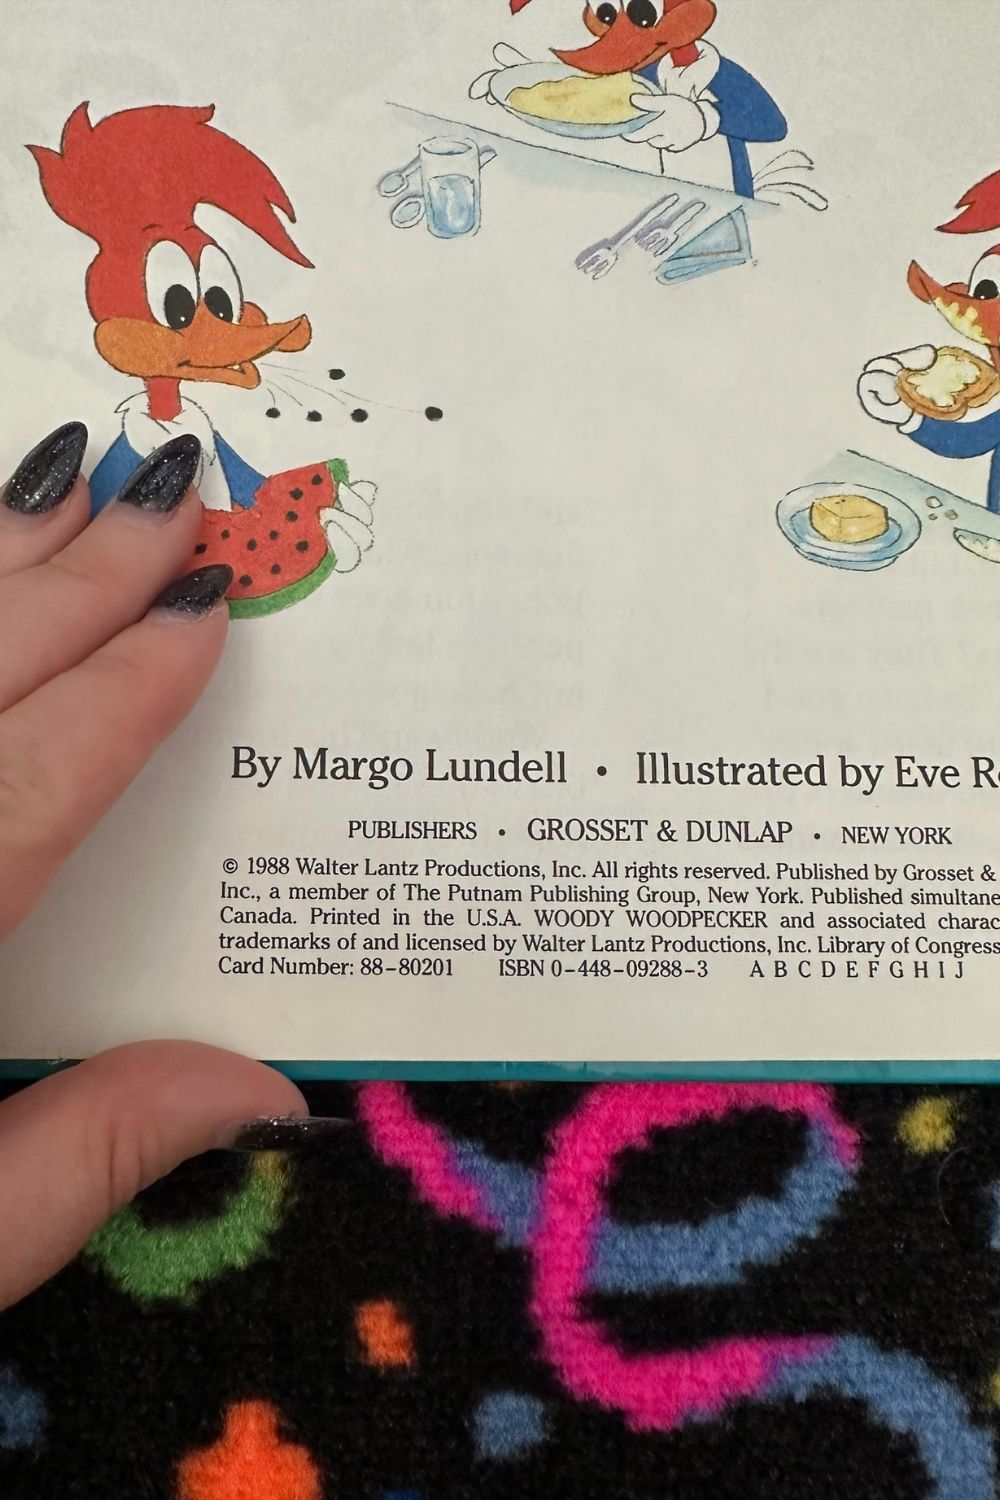 By Margo Lundell • Illustrated by Eve
PUBLISHERS • GROSSET & DUNLAP • NEW YORK
© 1988 Walter Lantz Productions, Inc. All rights reserved. Published by Grosset &
Inc., a member of The Putnam Publishing Group, New York. Published
Canada. Printed in the U.S.A. WOODY WOODPECKER and associated
trademarks of and licensed by Walter Lantz Productions, Inc. Library of Congress
Card Number: 88-80201 ISBN 0-448-09288-3 A B C D E F G H I J